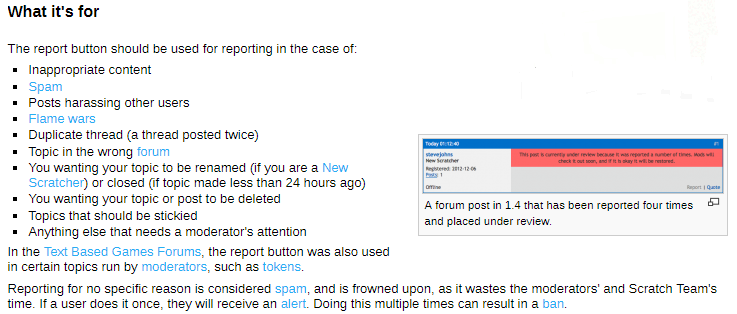 What it's for
The report button should be used for reporting in the case of:
Inappropriate content
Spam
Posts harassing other users
Flame wars
Duplicate thread (a thread posted twice)
Topic in the wrong forum
You wanting your topic to be renamed (if you are a New
Scratcher) or closed (if topic made less than 24 hours ago)
You wanting your topic or post to be deleted
Topics that should be stickied
Anything else that needs a moderator's attention
In the Text Based Games Forums, the report button was also used
in certain topics run by moderators, such as tokens.
Today 01:12:40 #1
stevejohns
New Scratcher
Registered: 2012-12-06
Posts: 1
This post is currently under review because it was reported a number of times. Mods will
check it out soon, and if it is okay it will be restored.
Offline
Report | Quote
A forum post in 1.4 that has been reported four times
and placed under review.
Reporting for no specific reason is considered spam, and is frowned upon, as it wastes the moderators' and Scratch Team's
time. If a user does it once, they will receive an alert. Doing this multiple times can result in a ban.